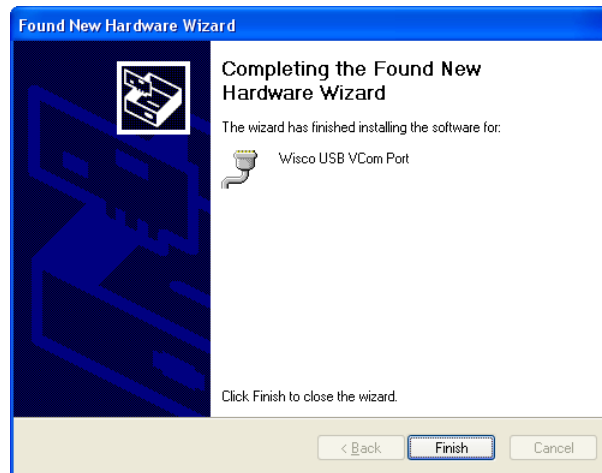 Found New Hardware Wizard
Completing the Found New
Hardware Wizard
The wizard has finished installing the software for:
Wisco USB VCom Port
Click Finish to close the wizard.
< Back
Finish
Cancel